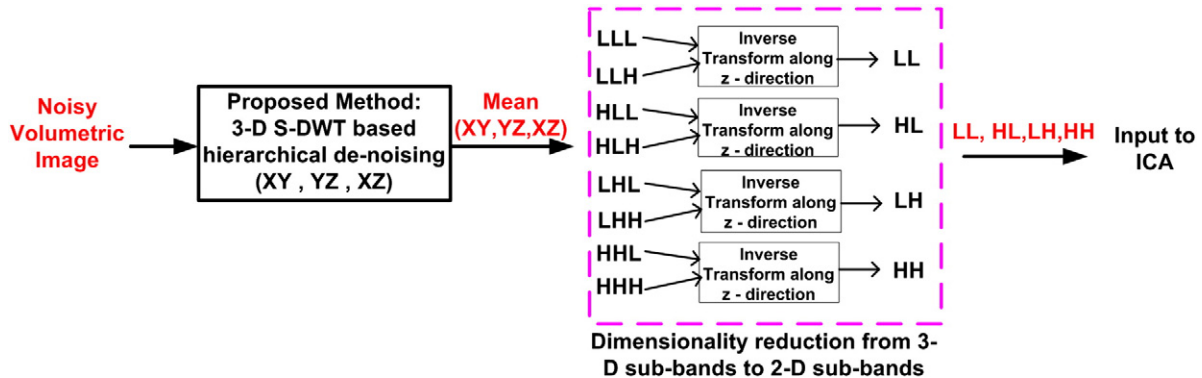 Noisy
Volumetric
Image
Proposed Method:
3-D S-DWT based
hierarchical de-noising
(XY , YZ , XZ)
Mean
(XY,YZ,XZ)
LLL
LLH
Inverse
Transform along
z - direction
LL
HLL
HLH
Inverse
Transform along
z - direction
HL
LHL
LHH
Inverse
Transform along
z - direction
LH
HHL
HHH
Inverse
Transform along
z - direction
HH
Dimensionality reduction from 3-
D sub-bands to 2-D sub-bands
LL, HL,LH,HH
Input to
ICA